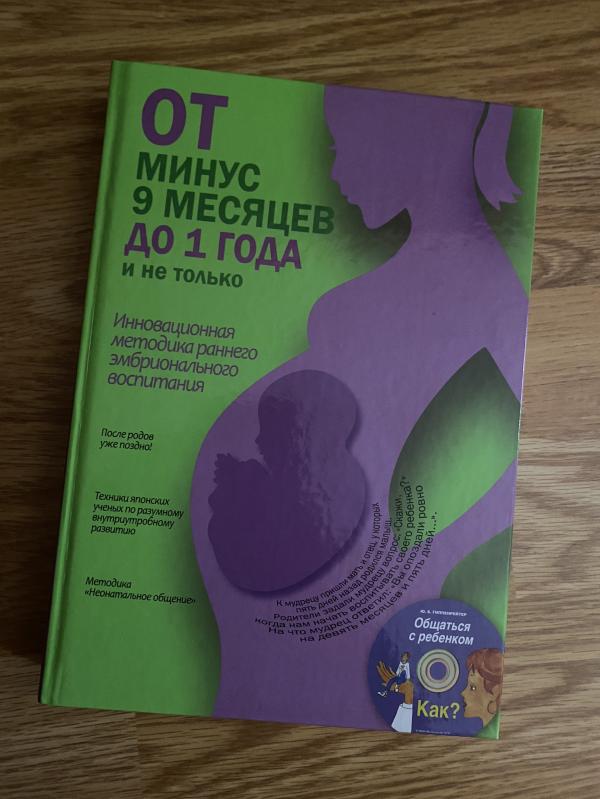 ОТ
МИНУС
9 МЕСЯЦЕВ
ДО 1 ГОДА
и не только
Инновационная
методика раннего
эмбрионального
воспитания
После родов
уже поздно!
Техники японских
ученых по разумному
внутриутробному
развитию
Методика
«Неонатальное общение»
К мудрецу пришли мать и отец, у которых
пять дней назад родился малыш.
Родители задали мудрецу вопрос: «Скажи, ...
когда нам начать воспитывать своего ребенка?»
На что мудрец ответил: «Вы опоздали ровно
на девять месяцев и пять дней...».
Ю. Б. ГИППЕНРЕЙТЕР
Общаться
с ребенком
Как?